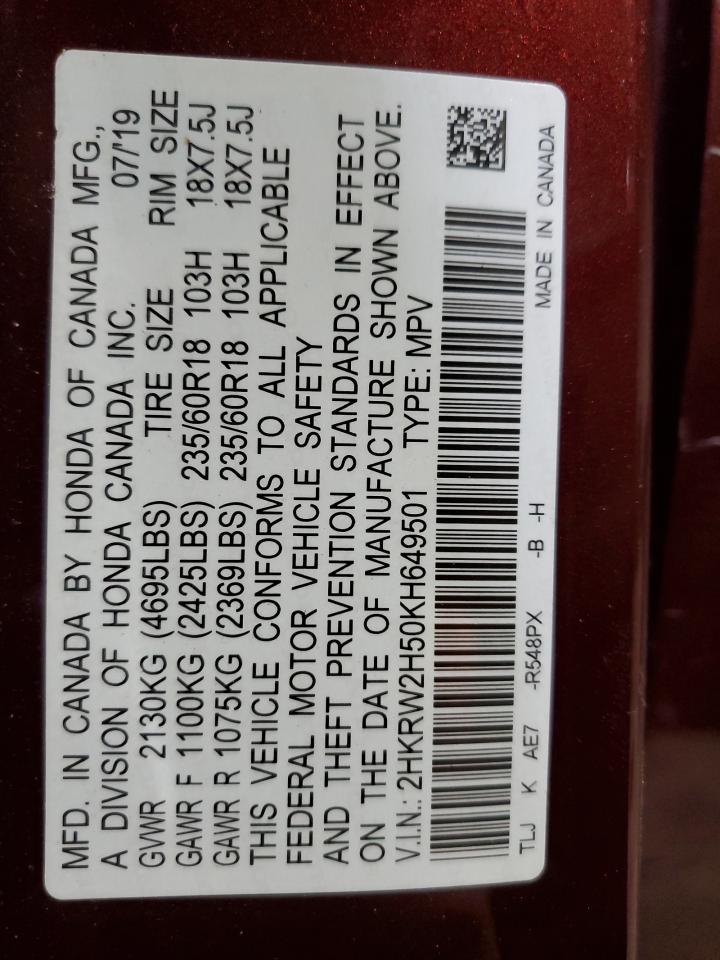 MFD. IN CANADA BY HONDA OF CANADA MFG.,
A DIVISION OF HONDA CANADA INC. 07/'19
GVWR 2130KG (4695LBS) TIRE SIZE RIM SIZE
GAWR F 1100KG (2425LBS) 235/60R18 103H 18X7.5J
GAWR R 1075KG (2369LBS) 235/60R18 103H 18X7.5J
THIS VEHICLE CONFORMS TO ALL APPLICABLE
FEDERAL MOTOR VEHICLE SAFETY
AND THEFT PREVENTION STANDARDS IN EFFECT
ON THE DATE OF MANUFACTURE SHOWN ABOVE.
V.I.N.: 2HKRW2H50KH649501 TYPE: MPV
TLJ K AE7 -R548PX -B -H MADE IN CANADA